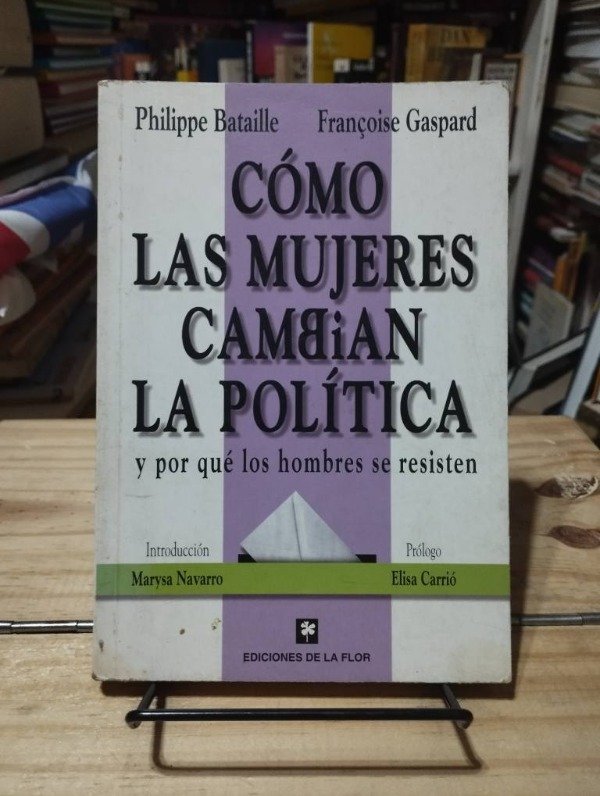 Philippe Bataille Françoise Gaspard
CÓMO
LAS MUJERES
CAMBiAN
LA POLÍTICA
y por qué los hombres se resisten
Introducción Prólogo
Marysa Navarro Elisa Carrió
EDICIONES DE LA FLOR